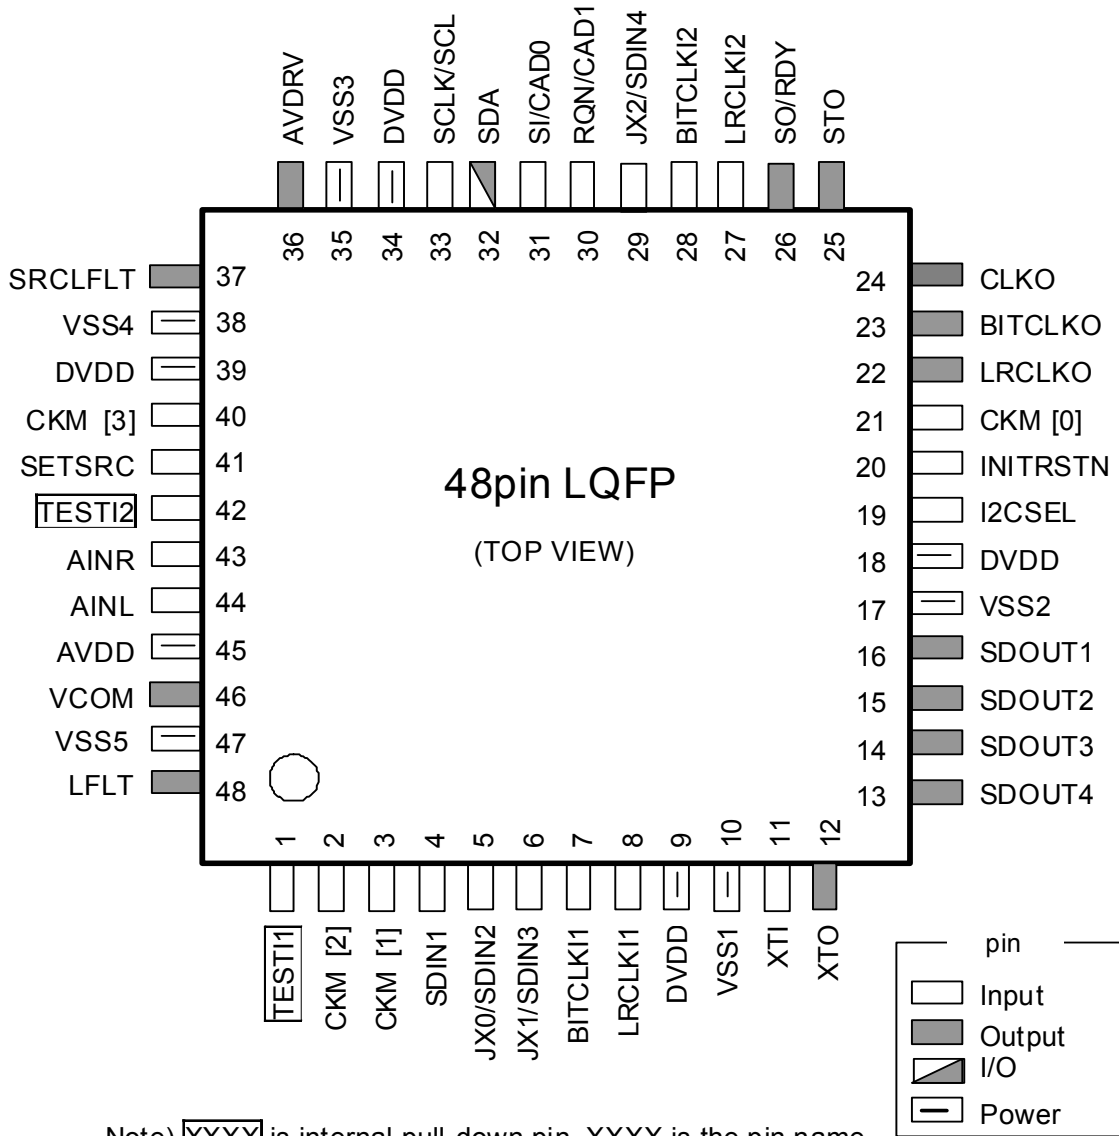 AVDRV
VSS3
DVDD
SCLK/SCL
SDA
SI/CAD0
RQN/CAD1
JX2/SDIN4
BITCLKI2
LRCLKI2
SO/RDY
STO
36 35 34 33 32 31 30 29 28 27 26 25
SRCLFLT 37
VSS4 38
DVDD 39
CKM [3] 40
SETSRC 41
TESTI2 42
AINR 43
AINL 44
AVDD 45
VCOM 46
VSS5 47
LFLT 48
48pin LQFP
(TOP VIEW)
24 CLKO
23 BITCLKO
22 LRCLKO
21 CKM [0]
20 INITRSTN
19 I2CSEL
18 DVDD
17 VSS2
16 SDOUT1
15 SDOUT2
14 SDOUT3
13 SDOUT4
1 2 3 4 5 6 7 8 9 10 11 12
TESTI1
CKM [2]
CKM [1]
SDIN1
JX0/SDIN2
JX1/SDIN3
BITCLKI1
LRCLKI1
DVDD
VSS1
XTI
XTO
pin
Input
Output
I/O
Power
Note) XXXX is internal pull-down pin. XXXX is the pin name